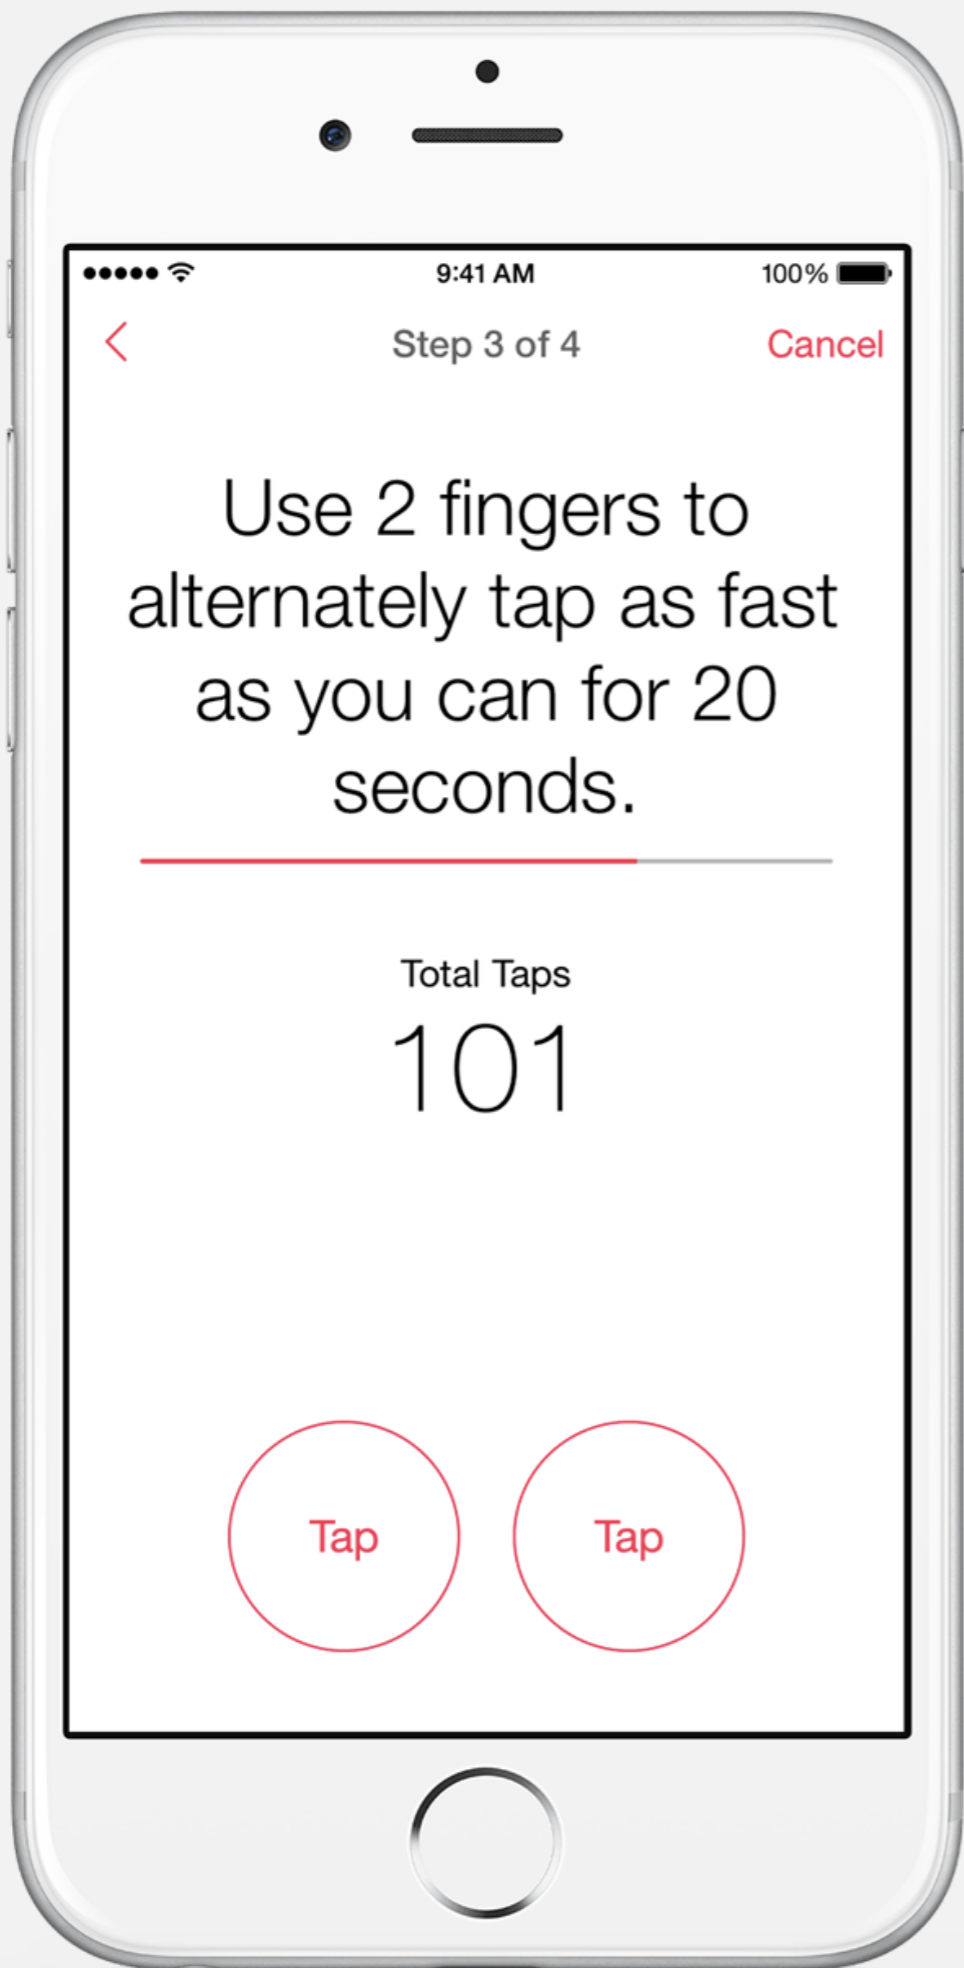 9:41 AM 100%
Step 3 of 4 Cancel
Use 2 fingers to
alternately tap as fast
as you can for 20
seconds.
Total Taps
101
Tap Tap